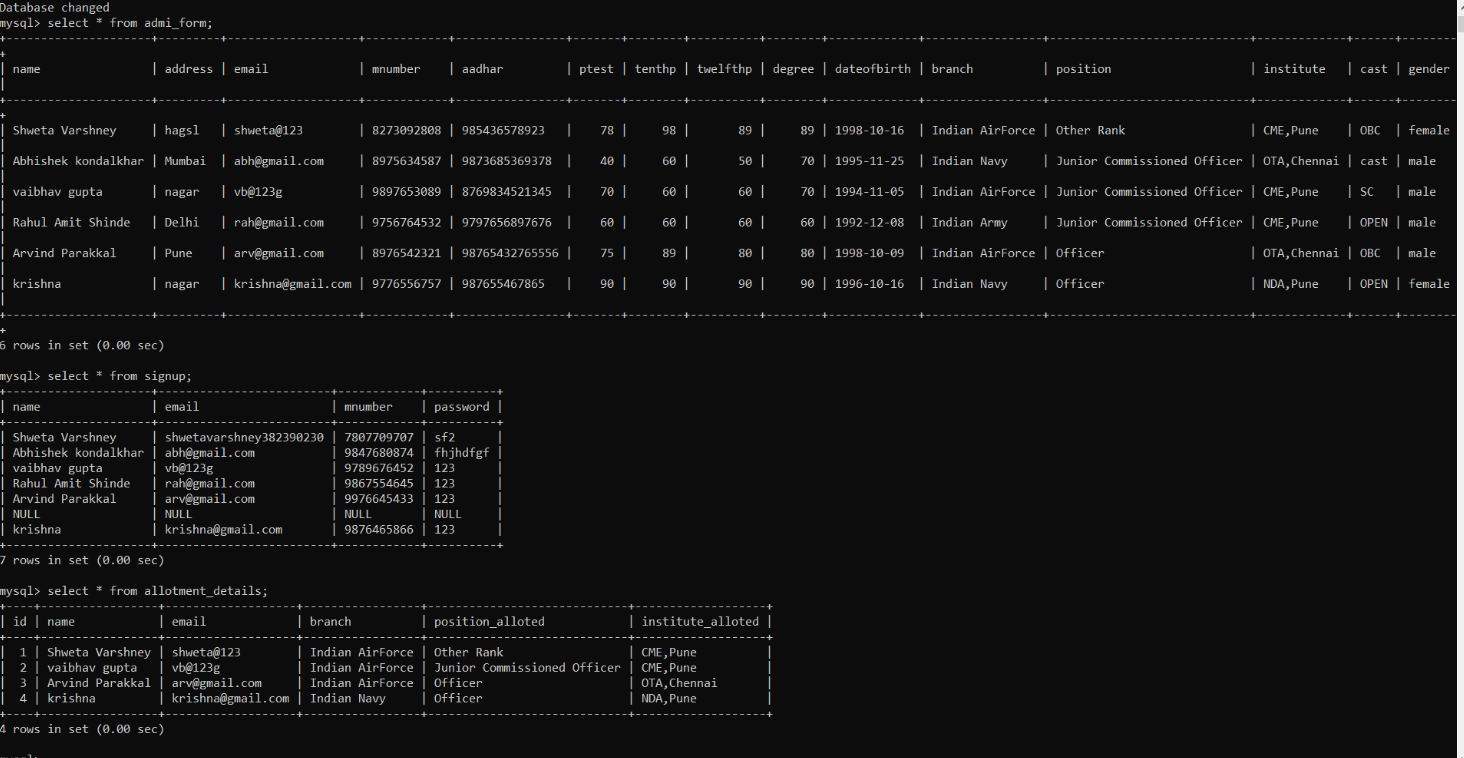 Database changed
mysql> select * from admi_form;
+-------------------+---------+------------------+-----------+---------------+-------+--------+----------+--------+-------------+-----------------+-----------------------------+-------------+------+--------
+
| name | address | email | mnumber | aadhar | ptest | tenthp | twelfthp | degree | dateofbirth | branch | position | institute | cast | gender
|
+-------------------+---------+------------------+-----------+---------------+-------+--------+----------+--------+-------------+-----------------+-----------------------------+-------------+------+--------
+
| Shweta Varshney | hagsl | shweta@123 | 8273092808 | 985436578923 | 78 | 98 | 89 | 89 | 1998-10-16 | Indian AirForce | Other Rank | CME,Pune | OBC | female
|
| Abhishek kondalkhar | Mumbai | abh@gmail.com | 8975634587 | 9873685369378 | 40 | 60 | 50 | 70 | 1995-11-25 | Indian Navy | Junior Commissioned Officer | OTA,Chennai | cast | male
|
| vaibhav gupta | nagar | vb@123g | 9897653089 | 8769834521345 | 70 | 60 | 60 | 70 | 1994-11-05 | Indian AirForce | Junior Commissioned Officer | CME,Pune | SC | male
|
| Rahul Amit Shinde | Delhi | rah@gmail.com | 9756764532 | 9797656897676 | 60 | 60 | 60 | 60 | 1992-12-08 | Indian Army | Junior Commissioned Officer | CME,Pune | OPEN | male
|
| Arvind Parakkal | Pune | arv@gmail.com | 8976542321 | 98765432765556 | 75 | 89 | 80 | 80 | 1998-10-09 | Indian AirForce | Officer | OTA,Chennai | OBC | male
|
| krishna | nagar | krishna@gmail.com | 9776556757 | 987655467865 | 90 | 90 | 90 | 90 | 1996-10-16 | Indian Navy | Officer | NDA,Pune | OPEN | female
|
+-------------------+---------+------------------+-----------+---------------+-------+--------+----------+--------+-------------+-----------------+-----------------------------+-------------+------+--------
+
6 rows in set (0.00 sec)
mysql> select * from signup;
+---------------------+-------------------------+------------+----------+
| name | email | mnumber | password |
+---------------------+-------------------------+------------+----------+
| Shweta Varshney | shwetavarshney382390230 | 7807709707 | sf2 |
| Abhishek kondalkhar | abh@gmail.com | 9847680874 | fhjhdfgf |
| vaibhav gupta | vb@123g | 9789676452 | 123 |
| Rahul Amit Shinde | rah@gmail.com | 9867554645 | 123 |
| Arvind Parakkal | arv@gmail.com | 9976645433 | 123 |
| NULL | NULL | NULL | NULL |
| krishna | krishna@gmail.com | 9876465866 | 123 |
+---------------------+-------------------------+------------+----------+
7 rows in set (0.00 sec)
mysql> select * from allotment_details;
+----+-----------------+-------------------+-----------------+-----------------------------+-------------------+
| id | name | email | branch | position_alloted | institute_alloted |
+----+-----------------+-------------------+-----------------+-----------------------------+-------------------+
| 1 | Shweta Varshney | shweta@123 | Indian AirForce | Other Rank | CME,Pune |
| 2 | vaibhav gupta | vb@123g | Indian AirForce | Junior Commissioned Officer | CME,Pune |
| 3 | Arvind Parakkal | arv@gmail.com | Indian AirForce | Officer | OTA,Chennai |
| 4 | krishna | krishna@gmail.com | Indian Navy | Officer | NDA,Pune |
+----+-----------------+-------------------+-----------------+-----------------------------+-------------------+
4 rows in set (0.00 sec)